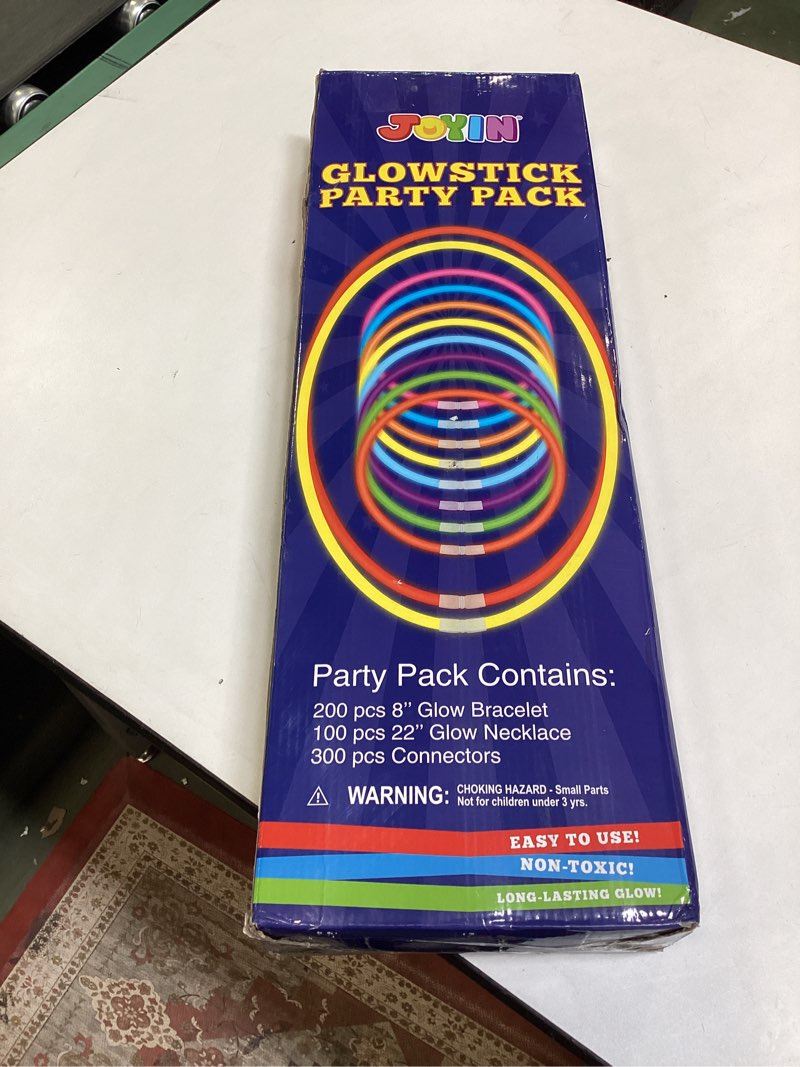 JOYIN®
GLOWSTICK
PARTY PACK
Party Pack Contains:
200 pcs 8” Glow Bracelet
100 pcs 22” Glow Necklace
300 pcs Connectors
WARNING: CHOKING HAZARD - Small Parts
Not for children under 3 yrs.
EASY TO USE!
NON-TOXIC!
LONG-LASTING GLOW!